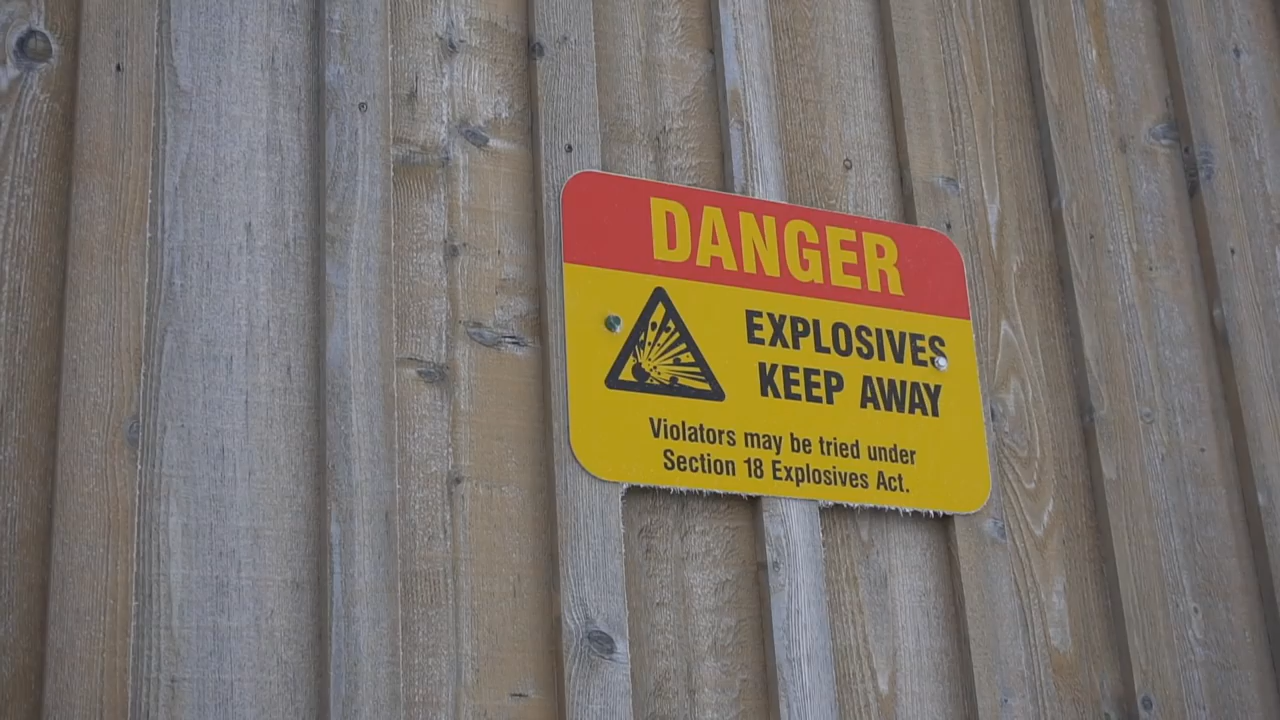 DANGER
EXPLOSIVES
KEEP AWAY
Violators may be tried under
Section 18 Explosives Act.